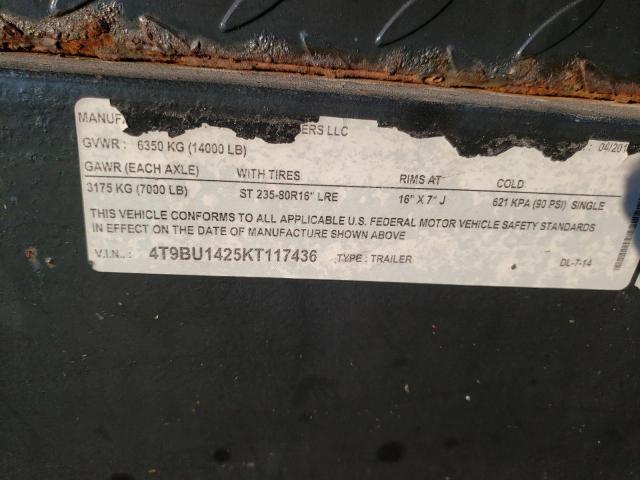 MANUFA ERS LLC : 04/201
GVWR : 6350 KG (14000 LB)
GAWR (EACH AXLE) WITH TIRES RIMS AT COLD
3175 KG (7000 LB) ST 235-80R16" LRE 16" X 7" J 621 KPA (90 PSI) SINGLE
THIS VEHICLE CONFORMS TO ALL APPLICABLE U.S. FEDERAL MOTOR VEHICLE SAFETY STANDARDS
IN EFFECT ON THE DATE OF MANUFACTURE SHOWN ABOVE
V.I.N.. : 4T9BU1425KT117436 TYPE : TRAILER DL-7-14